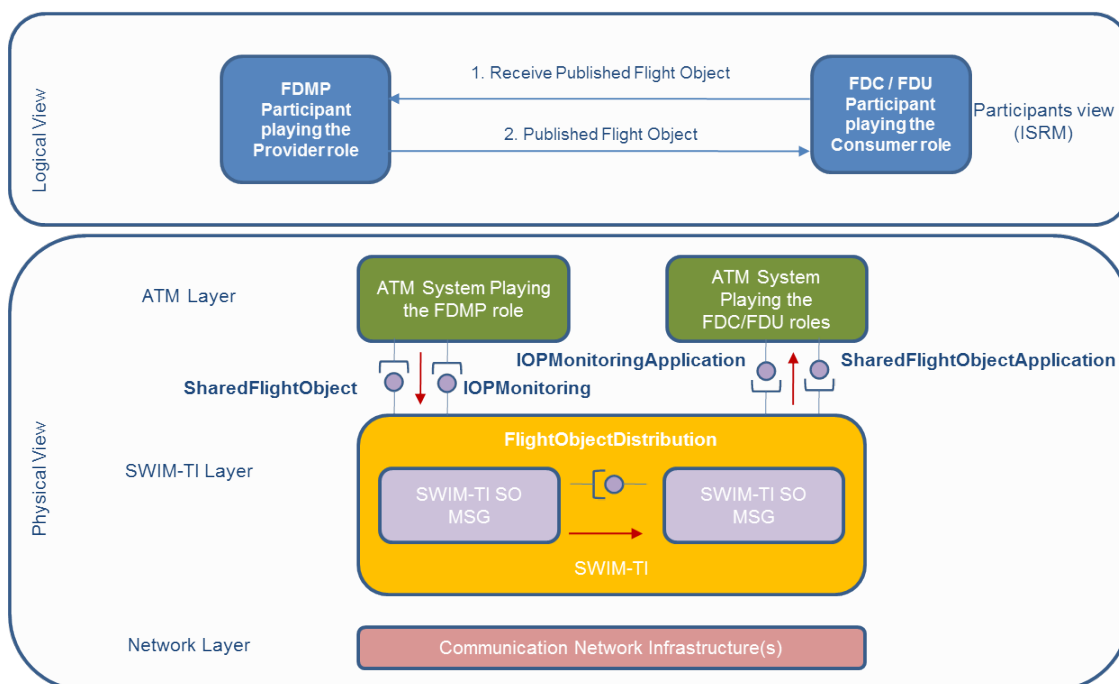 Logical View
FDMP
Participant
playing the
Provider role
1. Receive Published Flight Object
2. Published Flight Object
FDC / FDU
Participant
playing the
Consumer role
Participants view
(ISRM)
Physical View
ATM Layer
ATM System Playing
the FDMP role
ATM System
Playing the
FDC/FDU roles
SharedFlightObject
IOPMonitoring
IOPMonitoringApplication
SharedFlightObjectApplication
SWIM-TI Layer
FlightObjectDistribution
SWIM-TI SO
MSG
SWIM-TI SO
MSG
SWIM-TI
Network Layer
Communication Network Infrastructure(s)